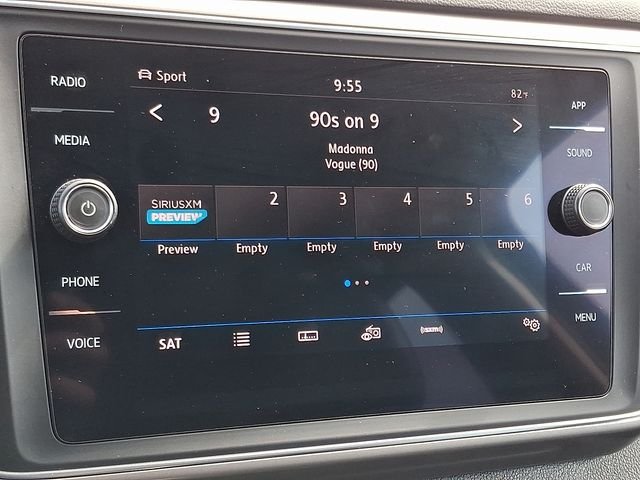 RADIO
MEDIA
PHONE
VOICE
Sport
9:55
82°F
< 9 90s on 9 >
Madonna
Vogue (90)
SIRIUSXM
PREVIEW
2 3 4 5 6
Preview Empty Empty Empty Empty Empty
SAT
(((SXM)))
APP
SOUND
CAR
MENU